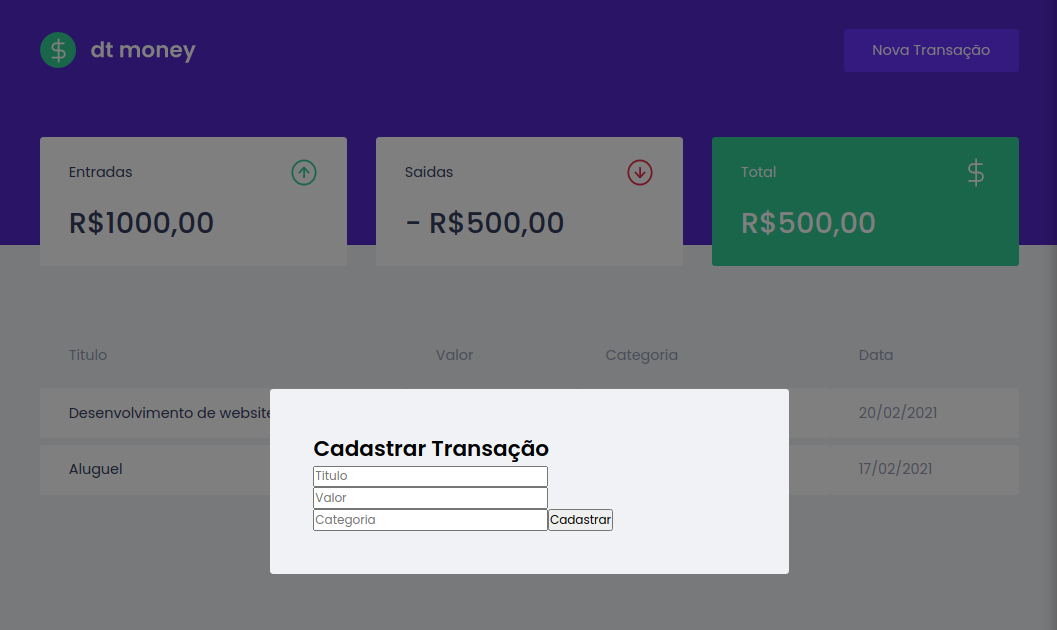 dt money
Nova Transação
Entradas
R$1000,00
Saidas
- R$500,00
Total
R$500,00
Titulo Valor Categoria Data
Desenvolvimento de website 20/02/2021
Aluguel 17/02/2021
Cadastrar Transação
Titulo
Valor
Categoria Cadastrar